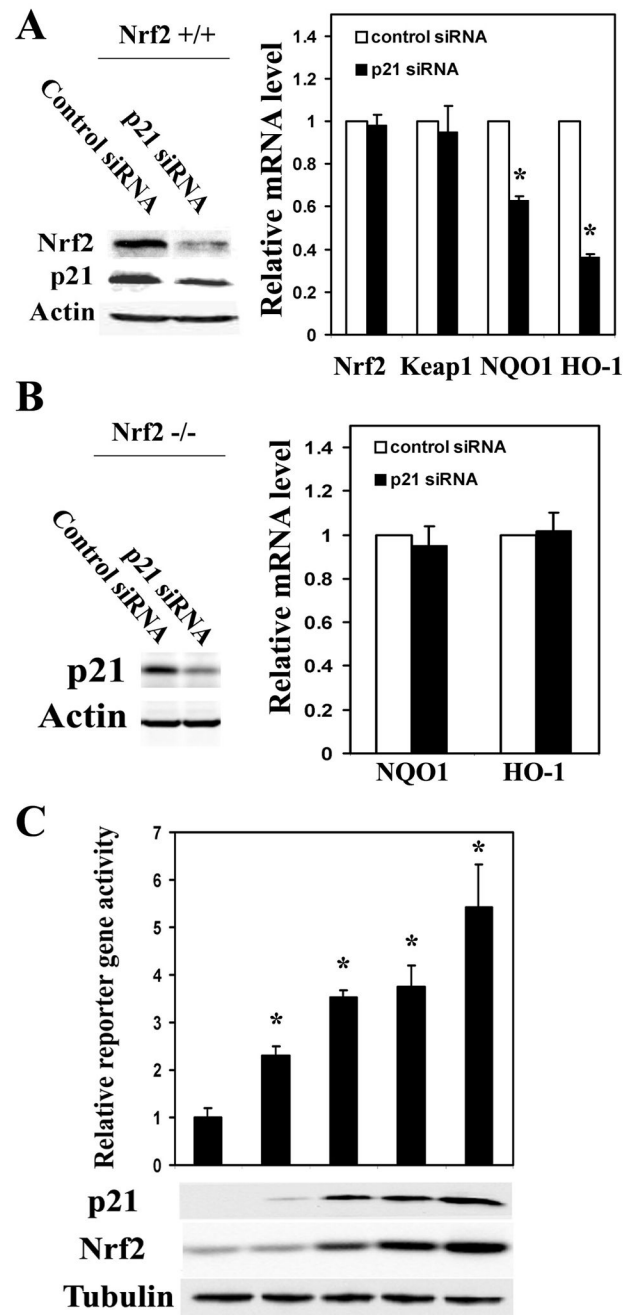 A
Nrf2 +/+
Control siRNA
p21 siRNA
Nrf2
p21
Actin
Relative mRNA level
1.4
1.2
1
0.8
0.6
0.4
0.2
0
control siRNA
p21 siRNA
*
*
Nrf2 Keap1 NQO1 HO-1
B
Nrf2 -/-
Control siRNA
p21 siRNA
p21
Actin
Relative mRNA level
1.4
1.2
1
0.8
0.6
0.4
0.2
0
control siRNA
p21 siRNA
NQO1 HO-1
C
Relative reporter gene activity
7
6
5
4
3
2
1
0
*
*
*
*
p21
Nrf2
Tubulin